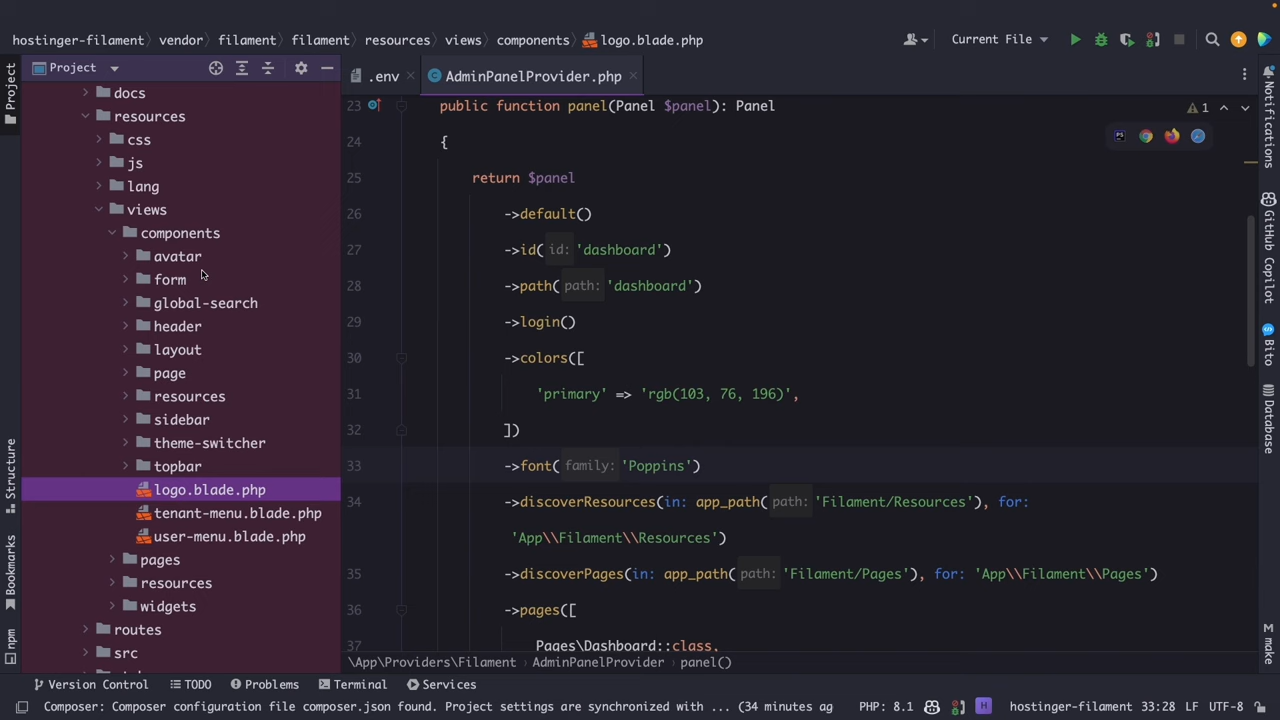 hostinger-filament vendor filament filament resources views components logo.blade.php
Current File
Project
.env
AdminPanelProvider.php
Project
docs
resources
css
js
lang
views
components
avatar
form
global-search
header
layout
page
resources
sidebar
theme-switcher
topbar
logo.blade.php
tenant-menu.blade.php
user-menu.blade.php
pages
resources
widgets
routes
src
Structure
Bookmarks
npm
1
23 public function panel(Panel $panel): Panel
24 {
25 return $panel
26 ->default()
27 ->id( id: 'dashboard')
28 ->path( path: 'dashboard')
29 ->login()
30 ->colors([
31 'primary' => 'rgb(103, 76, 196)',
32 ])
33 ->font( family: 'Poppins')
34 ->discoverResources(in: app_path( path: 'Filament/Resources'), for:
'App\\Filament\\Resources')
35 ->discoverPages(in: app_path( path: 'Filament/Pages'), for: 'App\\Filament\\Pages')
36 ->pages([
37 Pages\Dashboard::class,
\App\Providers\Filament AdminPanelProvider panel()
Notifications
GitHub Copilot
Bito
Database
make
Version Control TODO Problems Terminal Services
Composer: Composer configuration file composer.json found. Project settings are synchronized with ... (34 minutes ag PHP: 8.1 H hostinger-filament 33:28 LF UTF-8